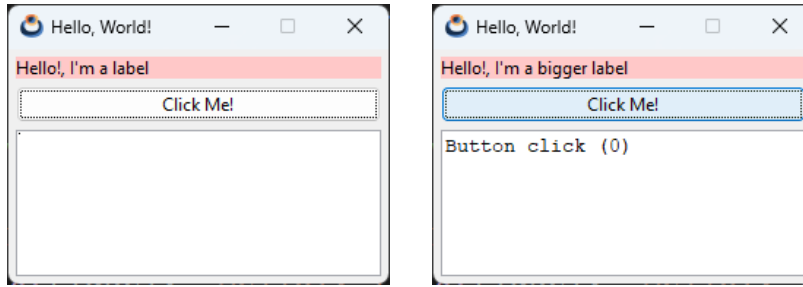 Hello, World!
Hello!, I'm a label
Click Me!
Hello, World!
Hello!, I'm a bigger label
Click Me!
Button click (0)